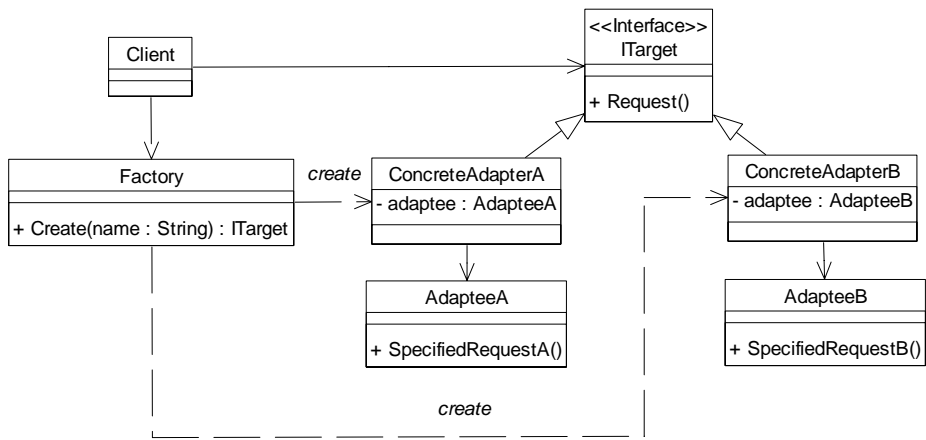 <<Interface>>
ITarget
+ Request()
Client
Factory
+ Create(name : String) : ITarget
create
ConcreteAdapterA
- adaptee : AdapteeA
ConcreteAdapterB
- adaptee : AdapteeB
AdapteeA
+ SpecifiedRequestA()
AdapteeB
+ SpecifiedRequestB()
create